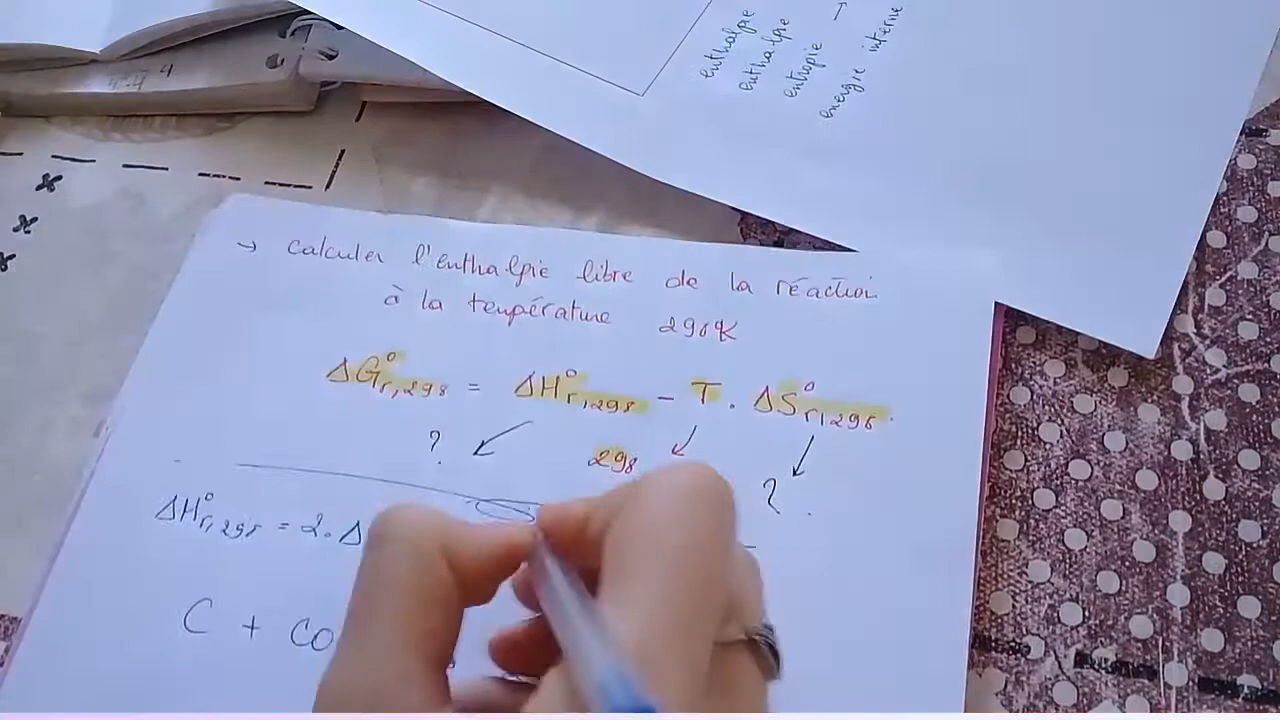 enthalpie
enthalpie
entropie →
energie interne
→ Calculer l'enthalpie libre de la réaction
à la température 298K
ΔG°r,298 = ΔH°r,298 - T . ΔS°r,298.
? 298 ? .
ΔH°r,298 = 2. Δ
C + CO